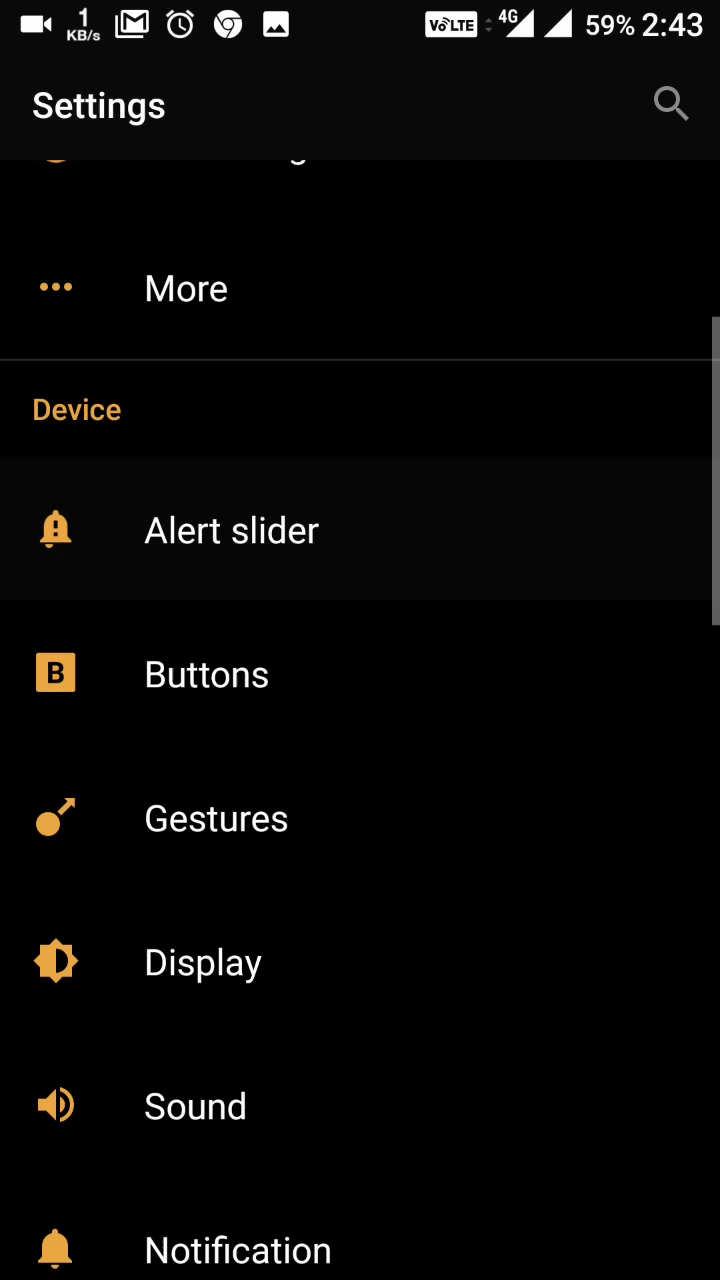 1 KB/s VoLTE 4G 59% 2:43
Settings
More
Device
Alert slider
B Buttons
Gestures
Display
Sound
Notification